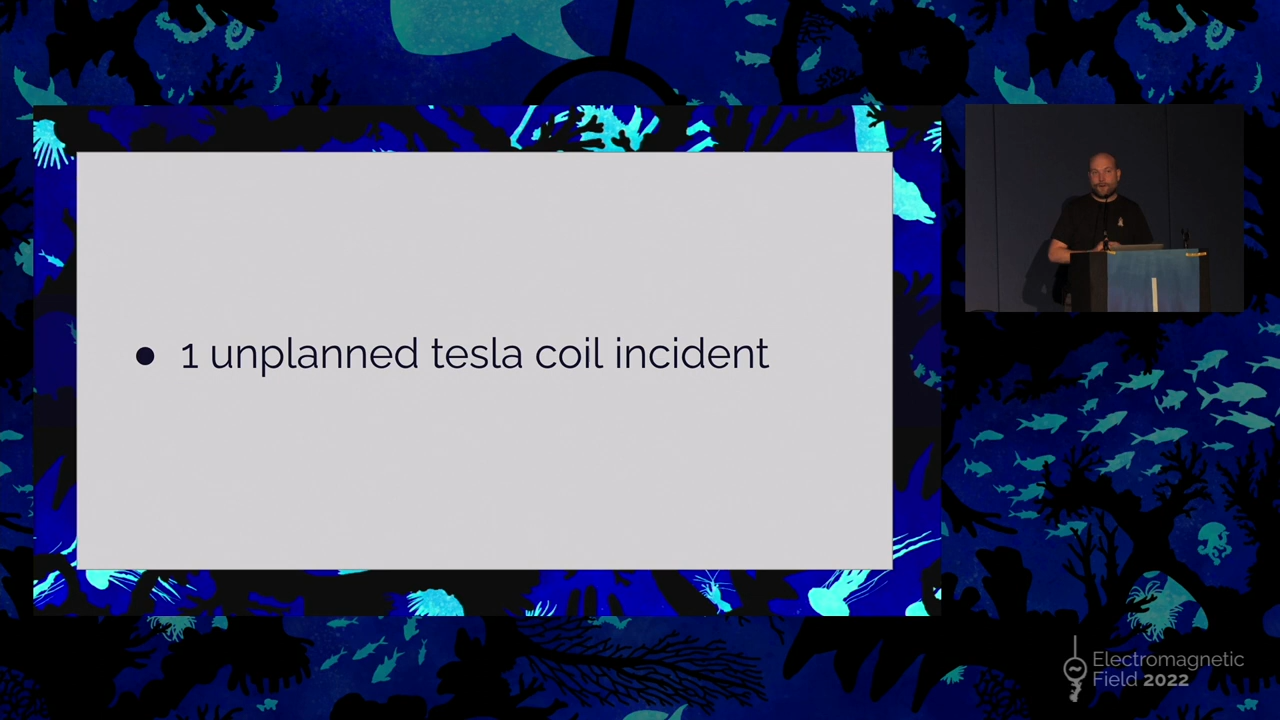 ● 1 unplanned tesla coil incident
Electromagnetic
Field 2022